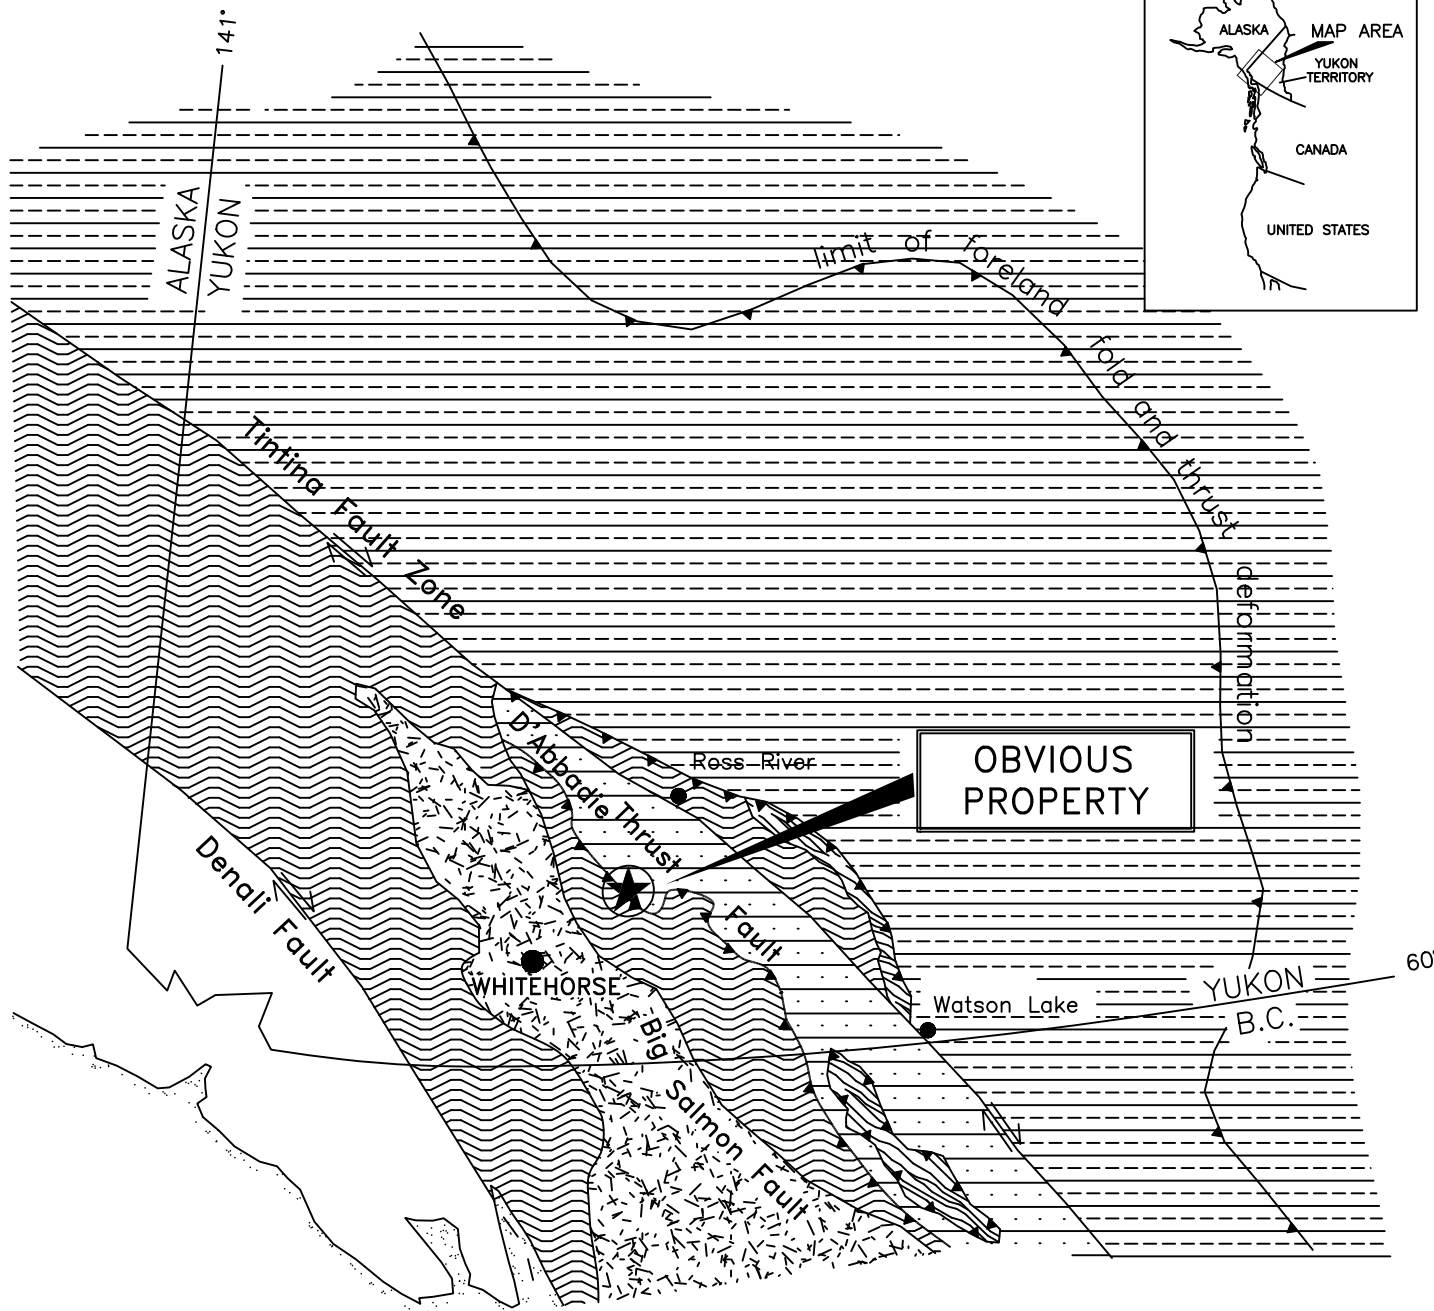 141°
ALASKA
MAP AREA
YUKON
TERRITORY
CANADA
UNITED STATES
ALASKA
YUKON
limit of foreland fold and thrust deformation
Tintina Fault Zone
D'Abbadie Thrust Fault
Ross River
OBVIOUS
PROPERTY
Denali Fault
WHITEHORSE
Big Salmon Fault
Watson Lake
YUKON
B.C.